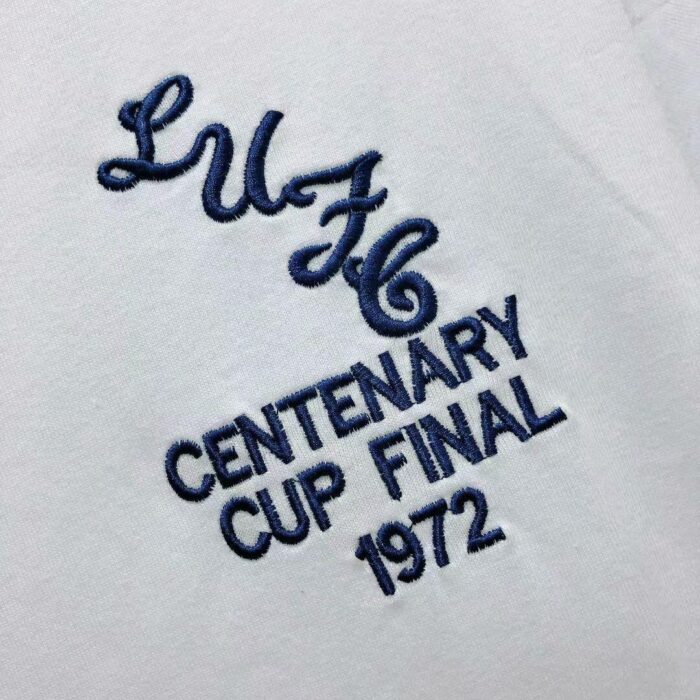 LUFC
CENTENARY
CUP FINAL
1972